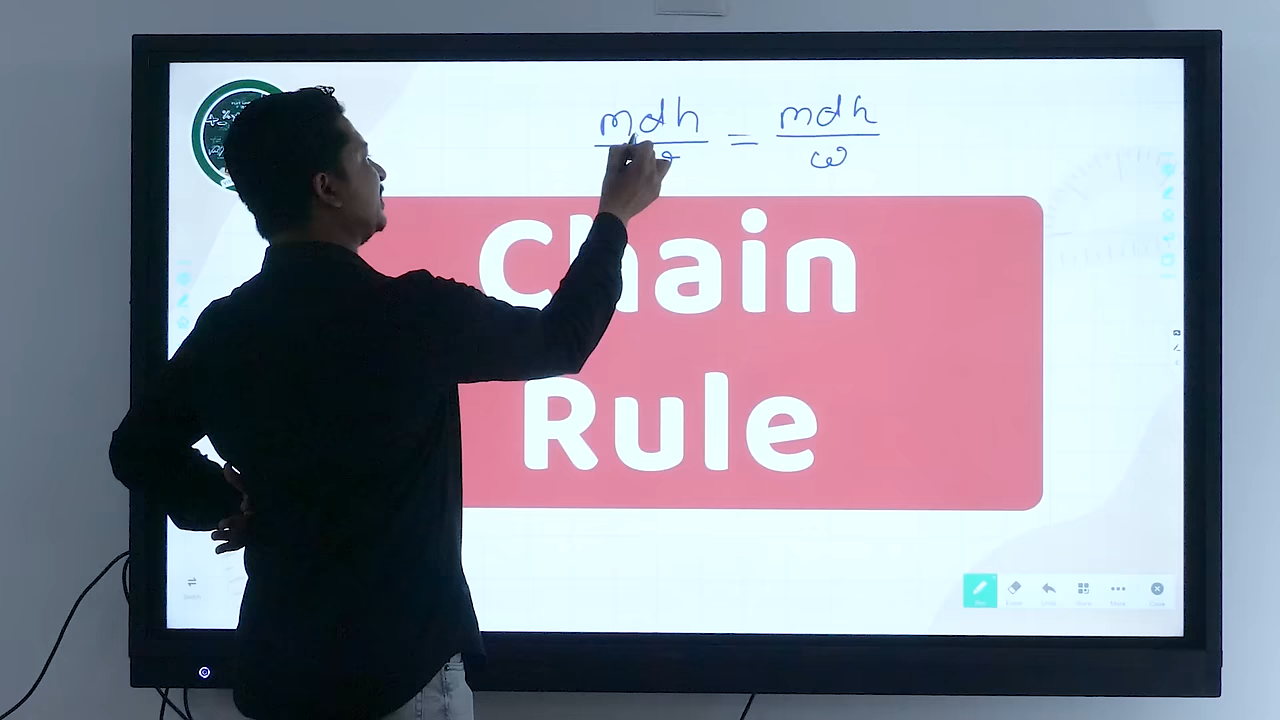 mdh = mdh
ω
Chain
Rule